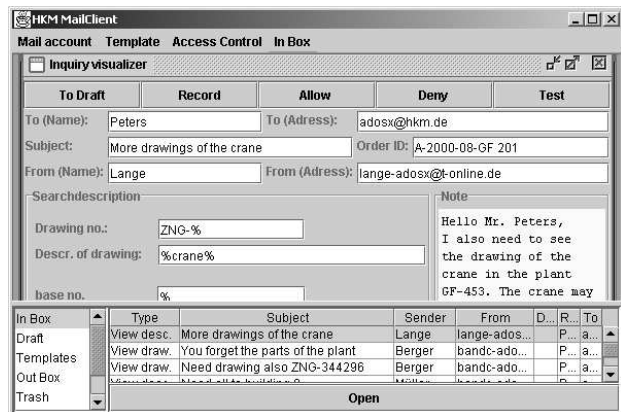 HKM MailClient
Mail account Template Access Control In Box
Inquiry visualizer
To Draft Record Allow Deny Test
To (Name): Peters To (Adress): adosx@hkm.de
Subject: More drawings of the crane Order ID: A-2000-08-GF 201
From (Name): Lange From (Adress): lange-adosx@t-online.de
Searchdescription Note
Drawing no.: ZNG-%
Descr. of drawing: %crane%
base no. %
Hello Mr. Peters,
I also need to see
the drawing of the
crane in the plant
GF-453. The crane may
In Box
Draft
Templates
Out Box
Trash
Type Subject Sender From D... R... To
View desc. More drawings of the crane Lange lange-ados... P... a...
View draw. You forget the parts of the plant Berger bandc-ado... P... a...
View draw. Need drawing also ZNG-344296 Berger bandc-ado... P... a...
Open